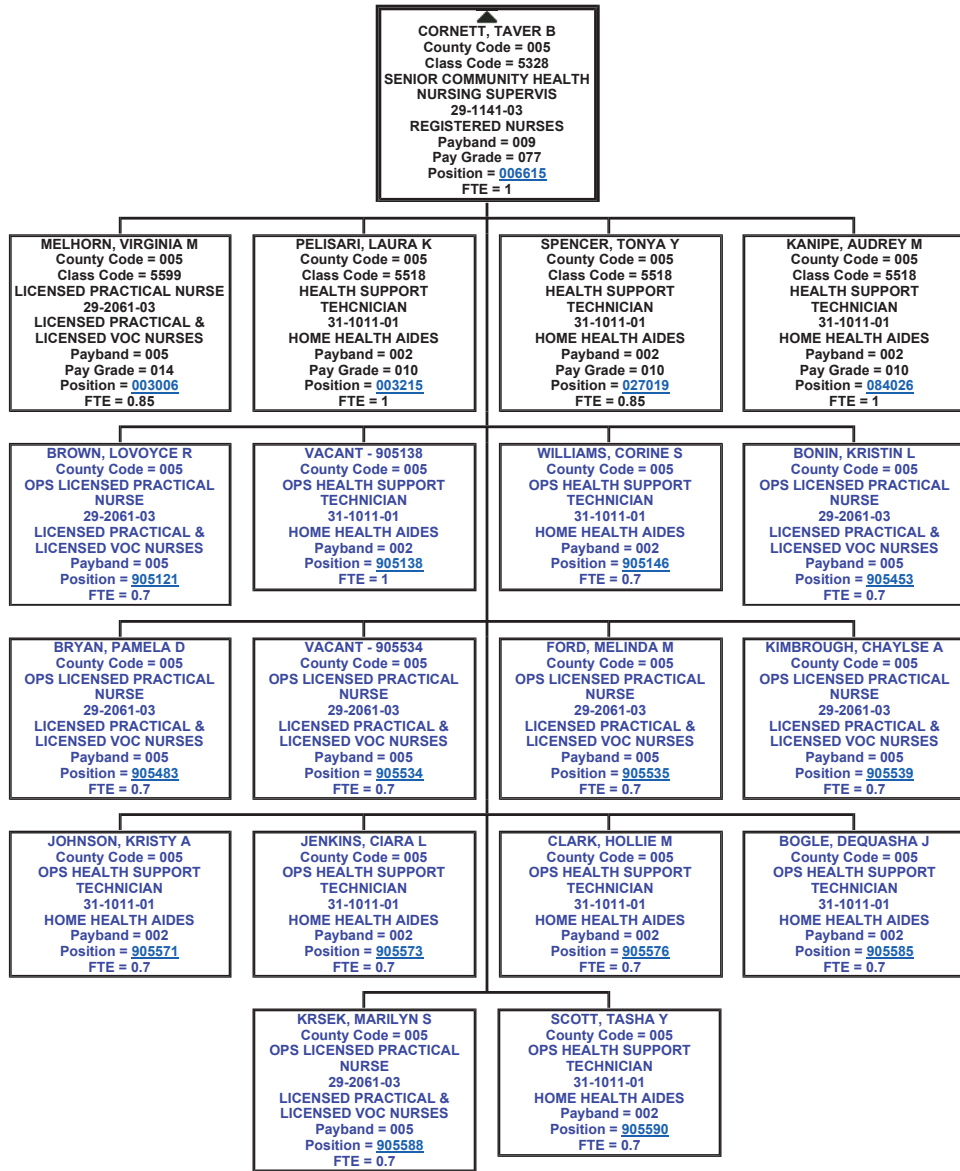 CORNETT, TAVER B
County Code = 005
Class Code = 5328
SENIOR COMMUNITY HEALTH
NURSING SUPERVIS
29-1141-03
REGISTERED NURSES
Payband = 009
Pay Grade = 077
Position = 006615
FTE = 1
MELHORN, VIRGINIA M
County Code = 005
Class Code = 5599
LICENSED PRACTICAL NURSE
29-2061-03
LICENSED PRACTICAL &
LICENSED VOC NURSES
Payband = 005
Pay Grade = 014
Position = 003006
FTE = 0.85
PELISARI, LAURA K
County Code = 005
Class Code = 5518
HEALTH SUPPORT
TEHCNICIAN
31-1011-01
HOME HEALTH AIDES
Payband = 002
Pay Grade = 010
Position = 003215
FTE = 1
SPENCER, TONYA Y
County Code = 005
Class Code = 5518
HEALTH SUPPORT
TECHNICIAN
31-1011-01
HOME HEALTH AIDES
Payband = 002
Pay Grade = 010
Position = 027019
FTE = 0.85
KANIPE, AUDREY M
County Code = 005
Class Code = 5518
HEALTH SUPPORT
TECHNICIAN
31-1011-01
HOME HEALTH AIDES
Payband = 002
Pay Grade = 010
Position = 084026
FTE = 1
BROWN, LOVOYCE R
County Code = 005
OPS LICENSED PRACTICAL
NURSE
29-2061-03
LICENSED PRACTICAL &
LICENSED VOC NURSES
Payband = 005
Position = 905121
FTE = 0.7
VACANT - 905138
County Code = 005
OPS HEALTH SUPPORT
TECHNICIAN
31-1011-01
HOME HEALTH AIDES
Payband = 002
Position = 905138
FTE = 1
WILLIAMS, CORINE S
County Code = 005
OPS HEALTH SUPPORT
TECHNICIAN
31-1011-01
HOME HEALTH AIDES
Payband = 002
Position = 905146
FTE = 0.7
BONIN, KRISTIN L
County Code = 005
OPS LICENSED PRACTICAL
NURSE
29-2061-03
LICENSED PRACTICAL &
LICENSED VOC NURSES
Payband = 005
Position = 905453
FTE = 0.7
BRYAN, PAMELA D
County Code = 005
OPS LICENSED PRACTICAL
NURSE
29-2061-03
LICENSED PRACTICAL &
LICENSED VOC NURSES
Payband = 005
Position = 905483
FTE = 0.7
VACANT - 905534
County Code = 005
OPS LICENSED PRACTICAL
NURSE
29-2061-03
LICENSED PRACTICAL &
LICENSED VOC NURSES
Payband = 005
Position = 905534
FTE = 0.7
FORD, MELINDA M
County Code = 005
OPS LICENSED PRACTICAL
NURSE
29-2061-03
LICENSED PRACTICAL &
LICENSED VOC NURSES
Payband = 005
Position = 905535
FTE = 0.7
KIMBROUGH, CHAYLSE A
County Code = 005
OPS LICENSED PRACTICAL
NURSE
29-2061-03
LICENSED PRACTICAL &
LICENSED VOC NURSES
Payband = 005
Position = 905539
FTE = 0.7
JOHNSON, KRISTY A
County Code = 005
OPS HEALTH SUPPORT
TECHNICIAN
31-1011-01
HOME HEALTH AIDES
Payband = 002
Position = 905571
FTE = 0.7
JENKINS, CIARA L
County Code = 005
OPS HEALTH SUPPORT
TECHNICIAN
31-1011-01
HOME HEALTH AIDES
Payband = 002
Position = 905573
FTE = 0.7
CLARK, HOLLIE M
County Code = 005
OPS HEALTH SUPPORT
TECHNICIAN
31-1011-01
HOME HEALTH AIDES
Payband = 002
Position = 905576
FTE = 0.7
BOGLE, DEQUASHA J
County Code = 005
OPS HEALTH SUPPORT
TECHNICIAN
31-1011-01
HOME HEALTH AIDES
Payband = 002
Position = 905585
FTE = 0.7
KRSEK, MARILYN S
County Code = 005
OPS LICENSED PRACTICAL
NURSE
29-2061-03
LICENSED PRACTICAL &
LICENSED VOC NURSES
Payband = 005
Position = 905588
FTE = 0.7
SCOTT, TASHA Y
County Code = 005
OPS HEALTH SUPPORT
TECHNICIAN
31-1011-01
HOME HEALTH AIDES
Payband = 002
Position = 905590
FTE = 0.7